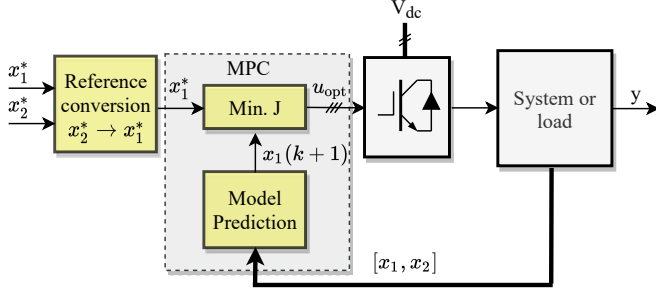 V_dc
x_1^*
x_2^*
Reference
conversion
x_2^* → x_1^*
x_1^*
MPC
Min. J
u_opt
x_1(k+1)
Model
Prediction
System or
load
y
[x_1, x_2]